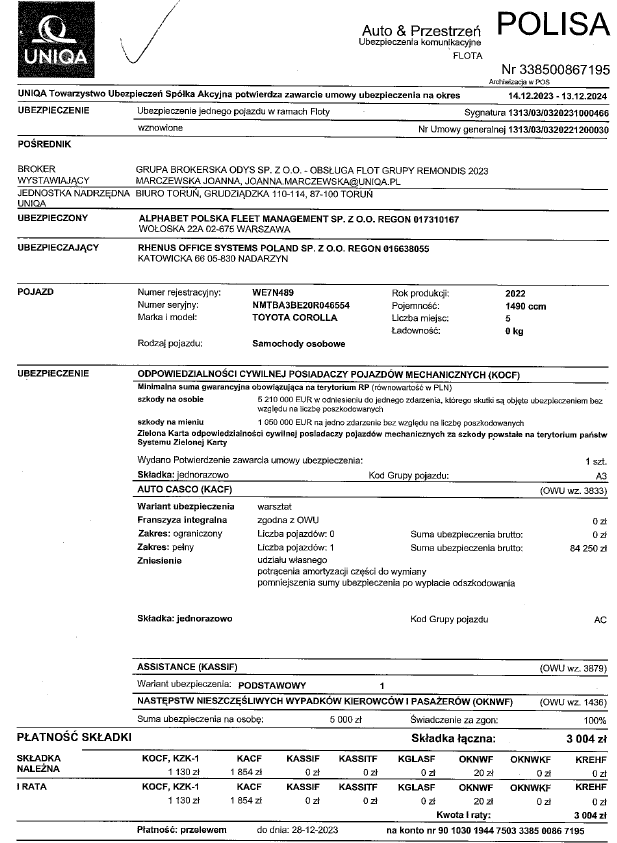 UNIQA
Auto & Przestrzeń
Ubezpieczenia komunikacyjne
FLOTA
POLISA
Nr 338500867195
Archiwizacja w POS
UNIQA Towarzystwo Ubezpieczeń Spółka Akcyjna potwierdza zawarcie umowy ubezpieczenia na okres 14.12.2023 - 13.12.2024
UBEZPIECZENIE Ubezpieczenie jednego pojazdu w ramach Floty Sygnatura 1313/03/0320231000466
wznowione Nr Umowy generalnej 1313/03/0320221200030
POŚREDNIK
BROKER GRUPA BROKERSKA ODYS SP. Z O.O. - OBSŁUGA FLOT GRUPY REMONDIS 2023
WYSTAWIAJĄCY MARCZEWSKA JOANNA, JOANNA.MARCZEWSKA@UNIQA.PL
JEDNOSTKA NADRZĘDNA BIURO TORUŃ, GRUDZIĄDZKA 110-114, 87-100 TORUŃ
UNIQA
UBEZPIECZONY ALPHABET POLSKA FLEET MANAGEMENT SP. Z O.O. REGON 017310167
WOŁOSKA 22A 02-675 WARSZAWA
UBEZPIECZAJĄCY RHENUS OFFICE SYSTEMS POLAND SP. Z O.O. REGON 016638055
KATOWICKA 66 05-830 NADARZYN
POJAZD Numer rejestracyjny: WE7N489 Rok produkcji: 2022
Numer seryjny: NMTBA3BE20R046554 Pojemność: 1490 ccm
Marka i model: TOYOTA COROLLA Liczba miejsc: 5
Ładowność: 0 kg
Rodzaj pojazdu: Samochody osobowe
UBEZPIECZENIE ODPOWIEDZIALNOŚCI CYWILNEJ POSIADACZY POJAZDÓW MECHANICZNYCH (KOCF)
Minimalna suma gwarancyjna obowiązująca na terytorium RP (równowartość w PLN)
szkody na osobie 5 210 000 EUR w odniesieniu do jednego zdarzenia, którego skutki są objęte ubezpieczeniem bez
względu na liczbę poszkodowanych
szkody na mieniu 1 050 000 EUR na jedno zdarzenie bez względu na liczbę poszkodowanych
Zielona Karta odpowiedzialności cywilnej posiadaczy pojazdów mechanicznych za szkody powstałe na terytorium państw
Systemu Zielonej Karty
Wydano Potwierdzenie zawarcia umowy ubezpieczenia: 1 szt.
Składka: jednorazowo Kod Grupy pojazdu: A3
AUTO CASCO (KACF) (OWU wz. 3833)
Wariant ubezpieczenia warsztat
Franszyza integralna zgodna z OWU 0 zł
Zakres: ograniczony Liczba pojazdów: 0 Suma ubezpieczenia brutto: 0 zł
Zakres: pełny Liczba pojazdów: 1 Suma ubezpieczenia brutto: 84 250 zł
Zniesienie udziału własnego
potrącenia amortyzacji części do wymiany
pomniejszenia sumy ubezpieczenia po wypłacie odszkodowania
Składka: jednorazowo Kod Grupy pojazdu AC
ASSISTANCE (KASSIF) (OWU wz. 3879)
Wariant ubezpieczenia: PODSTAWOWY 1
NASTĘPSTW NIESZCZĘŚLIWYCH WYPADKÓW KIEROWCÓW I PASAŻERÓW (OKNWF) (OWU wz. 1436)
Suma ubezpieczenia na osobę: 5 000 zł Świadczenie za zgon: 100%
PŁATNOŚĆ SKŁADKI Składka łączna: 3 004 zł
SKŁADKA KOCF, KZK-1 KACF KASSIF KASSITF KGLASF OKNWF OKNWKF KREHF
NALEŻNA 1 130 zł 1 854 zł 0 zł 0 zł 0 zł 20 zł 0 zł 0 zł
I RATA KOCF, KZK-1 KACF KASSIF KASSITF KGLASF OKNWF OKNWKF KREHF
1 130 zł 1 854 zł 0 zł 0 zł 0 zł 20 zł 0 zł 0 zł
Kwota I raty: 3 004 zł
Płatność: przelewem do dnia: 28-12-2023 na konto nr 90 1030 1944 7503 3385 0086 7195